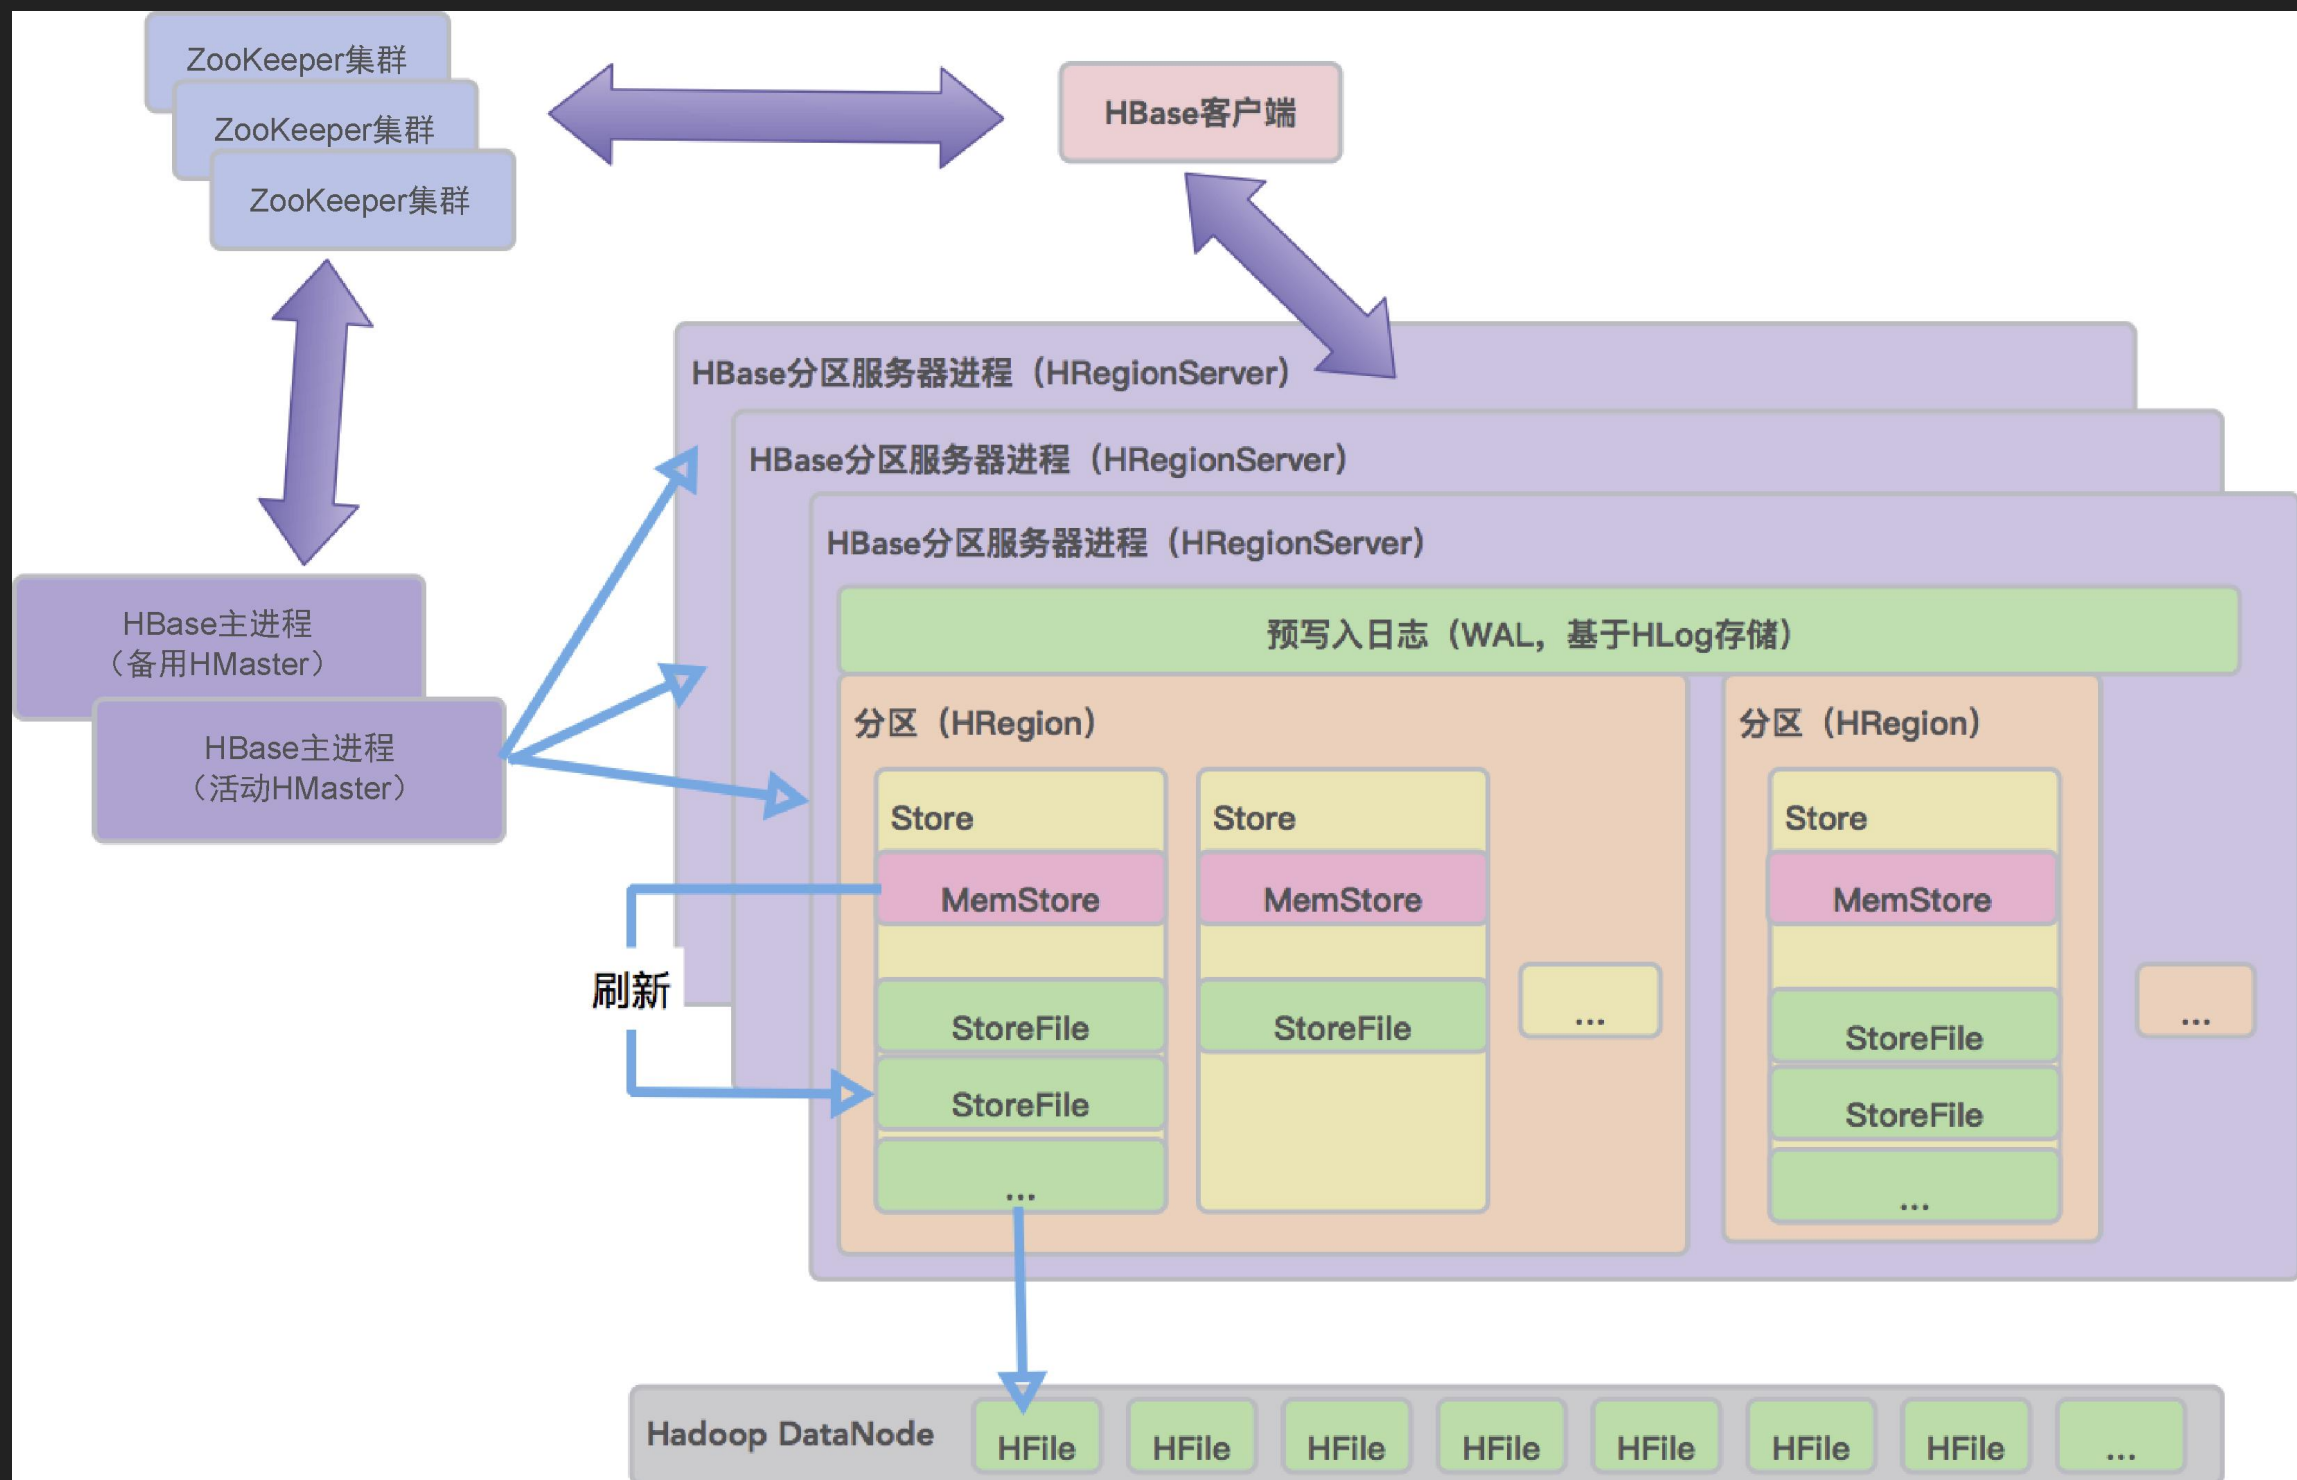 ZooKeeper集群
ZooKeeper集群
ZooKeeper集群
HBase客户端
HBase分区服务器进程（HRegionServer）
HBase分区服务器进程（HRegionServer）
HBase分区服务器进程（HRegionServer）
HBase主进程
（备用HMaster）
HBase主进程
（活动HMaster）
预写入日志（WAL，基于HLog存储）
分区（HRegion）
Store
MemStore
StoreFile
StoreFile
...
Store
MemStore
StoreFile
...
分区（HRegion）
Store
MemStore
StoreFile
StoreFile
...
...
刷新
Hadoop DataNode
HFile
HFile
HFile
HFile
HFile
HFile
HFile
...